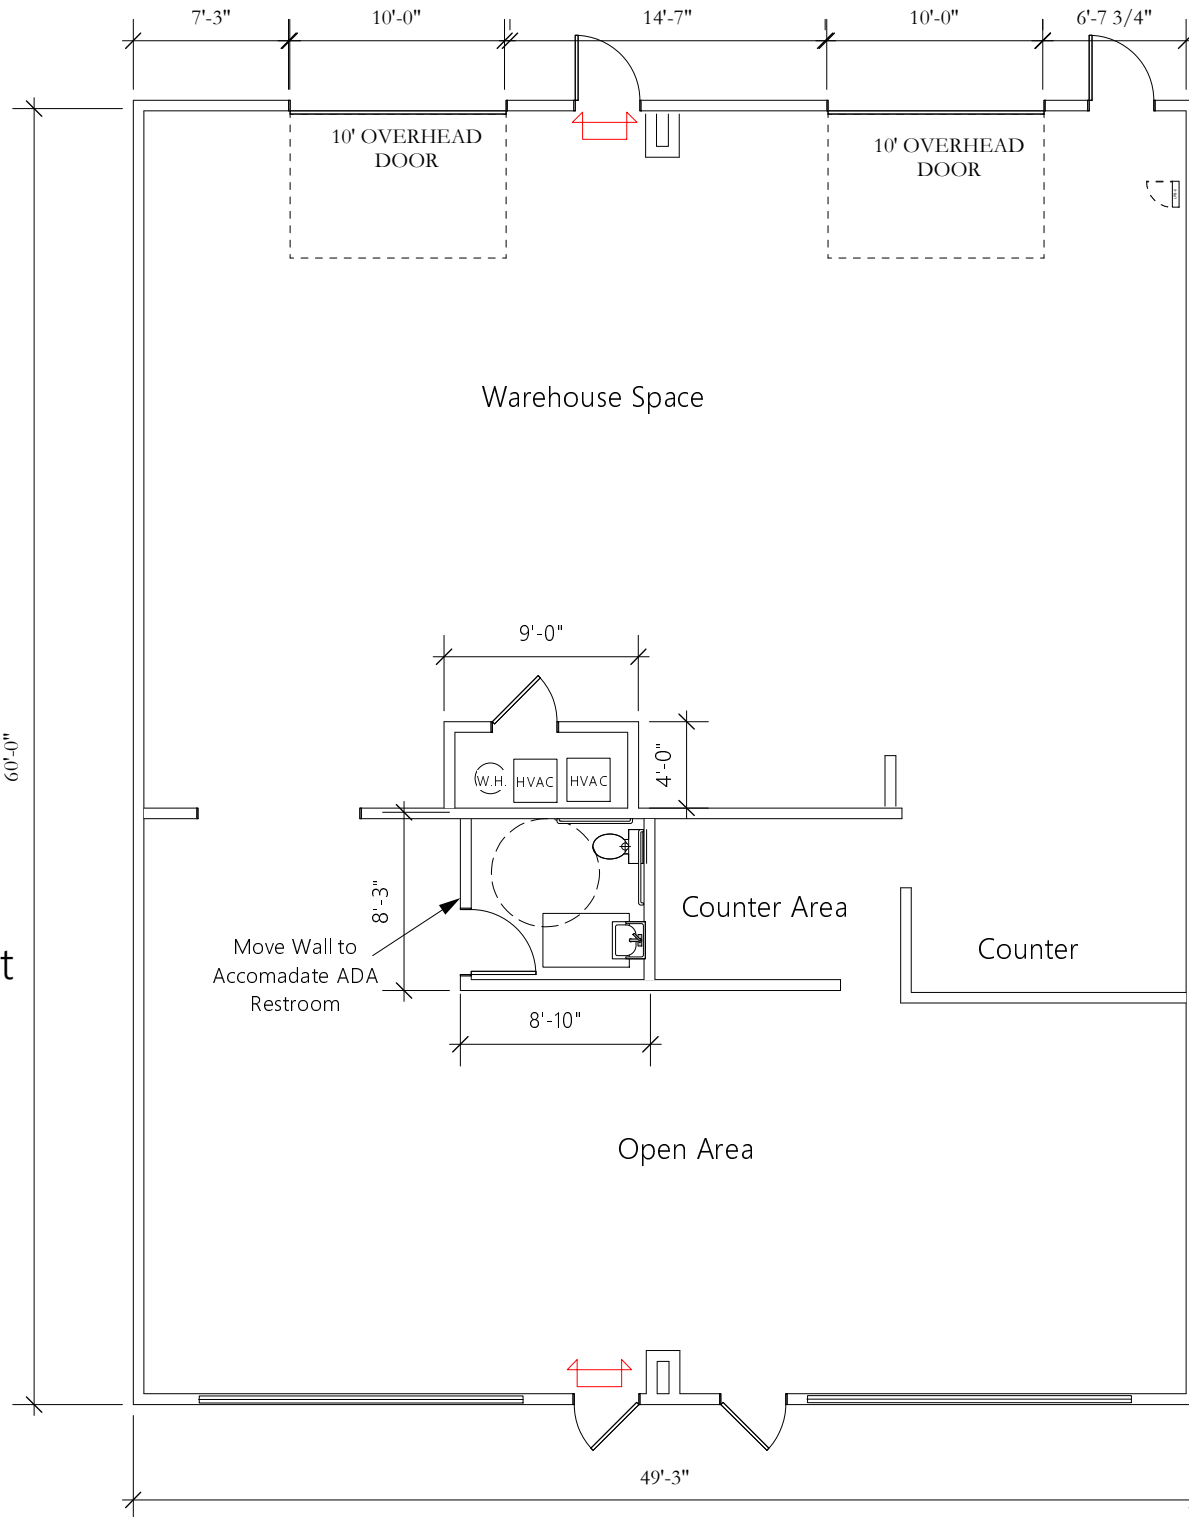 7'-3"
10'-0"
14'-7"
10'-0"
6'-7 3/4"
10' OVERHEAD
DOOR
10' OVERHEAD
DOOR
Warehouse Space
9'-0"
4'-0"
60'-0"
W.H.
HVAC
HVAC
8'-3"
Counter Area
Move Wall to
Accomadate ADA
Restroom
Counter
t
8'-10"
Open Area
49'-3"